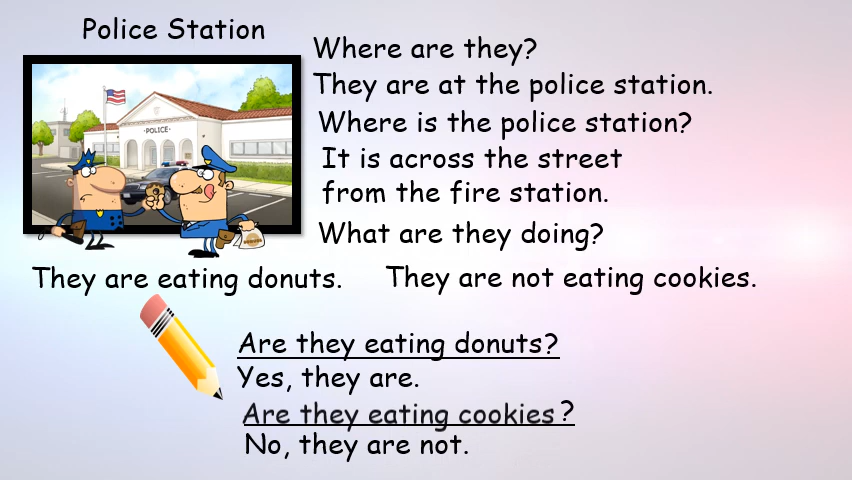 Police Station
POLICE
Where are they?
They are at the police station.
Where is the police station?
It is across the street
from the fire station.
What are they doing?
They are eating donuts. They are not eating cookies.
Are they eating donuts?
Yes, they are.
Are they eating cookies?
No, they are not.